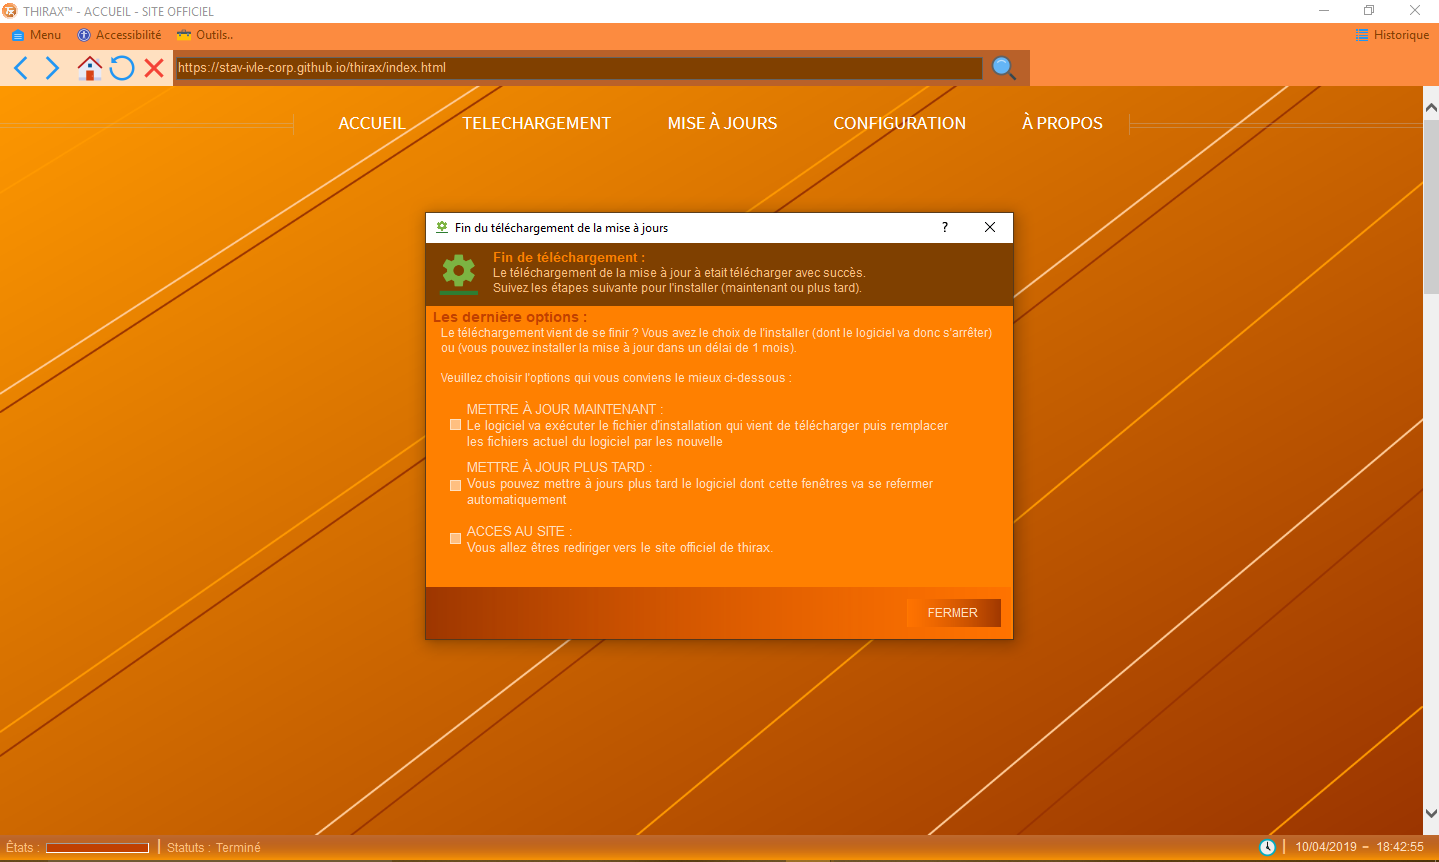 THIRAX™ - ACCUEIL - SITE OFFICIEL
Menu Accessibilité Outils.. Historique
https://stav-ivle-corp.github.io/thirax/index.html
ACCUEIL TELECHARGEMENT MISE À JOURS CONFIGURATION À PROPOS
Fin du téléchargement de la mise à jours ?
Fin de téléchargement :
Le téléchargement de la mise à jour à etait télécharger avec succès.
Suivez les étapes suivante pour l'installer (maintenant ou plus tard).
Les dernière options :
Le téléchargement vient de se finir ? Vous avez le choix de l'installer (dont le logiciel va donc s'arrêter)
ou (vous pouvez installer la mise à jour dans un délai de 1 mois).
Veuillez choisir l'options qui vous conviens le mieux ci-dessous :
METTRE À JOUR MAINTENANT :
Le logiciel va exécuter le fichier d'installation qui vient de télécharger puis remplacer
les fichiers actuel du logiciel par les nouvelle
METTRE À JOUR PLUS TARD :
Vous pouvez mettre à jours plus tard le logiciel dont cette fenêtres va se refermer
automatiquement
ACCES AU SITE :
Vous allez êtres rediriger vers le site officiel de thirax.
FERMER
États : Statuts : Terminé 10/04/2019 – 18:42:55